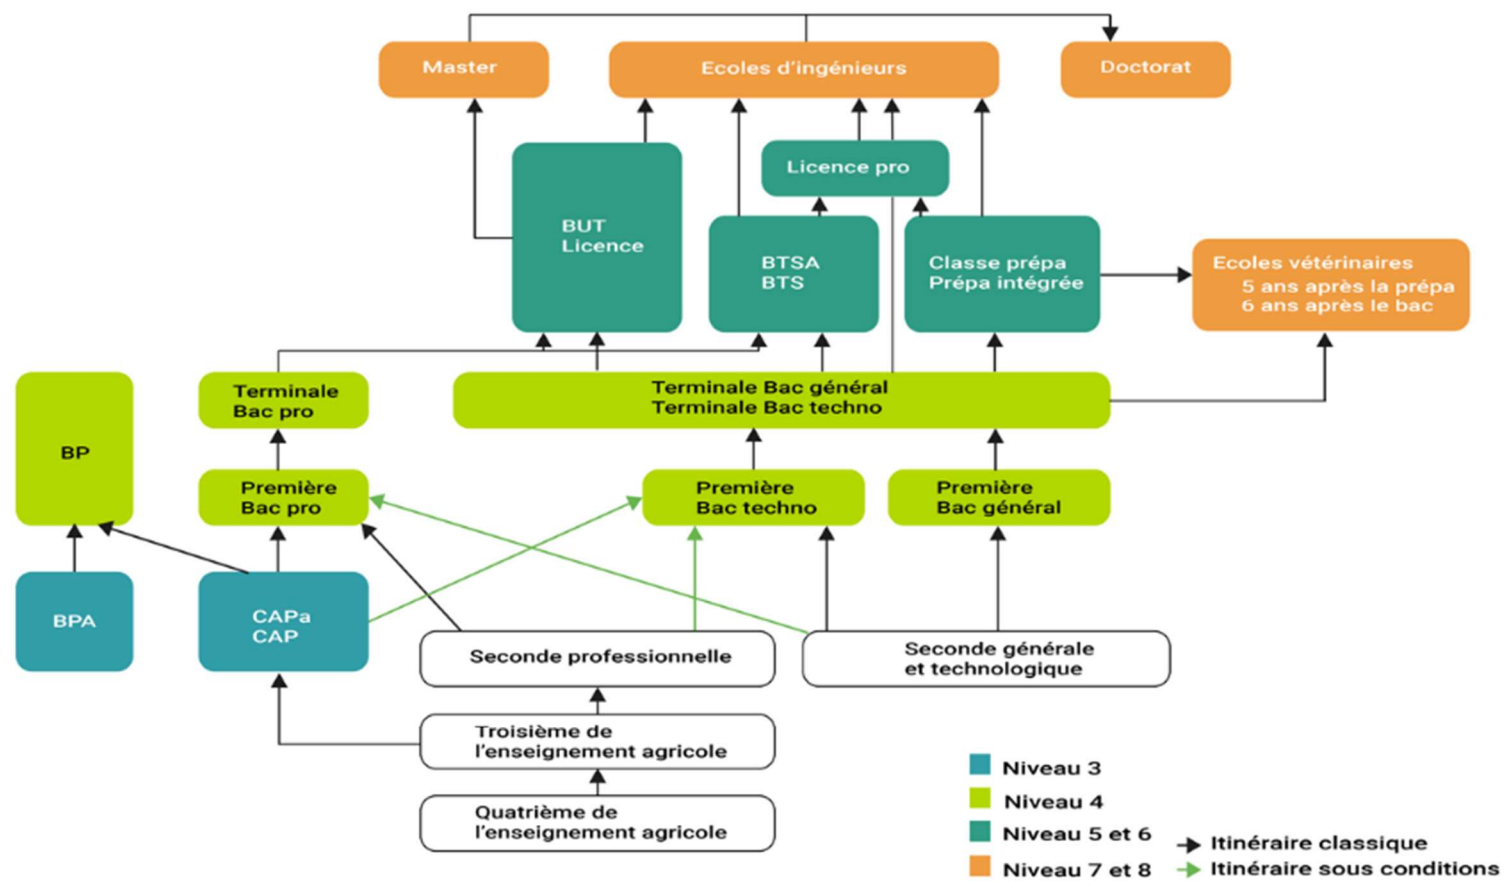 Master
Ecoles d'ingénieurs
Doctorat
Licence pro
BUT
Licence
BTSA
BTS
Classe prépa
Prépa intégrée
Ecoles vétérinaires
5 ans après la prépa
6 ans après le bac
Terminale
Bac pro
Terminale Bac général
Terminale Bac techno
BP
Première
Bac pro
Première
Bac techno
Première
Bac général
BPA
CAPa
CAP
Seconde professionnelle
Seconde générale
et technologique
Troisième de
l'enseignement agricole
Quatrième de
l'enseignement agricole
Niveau 3
Niveau 4
Niveau 5 et 6
Niveau 7 et 8
Itinéraire classique
Itinéraire sous conditions